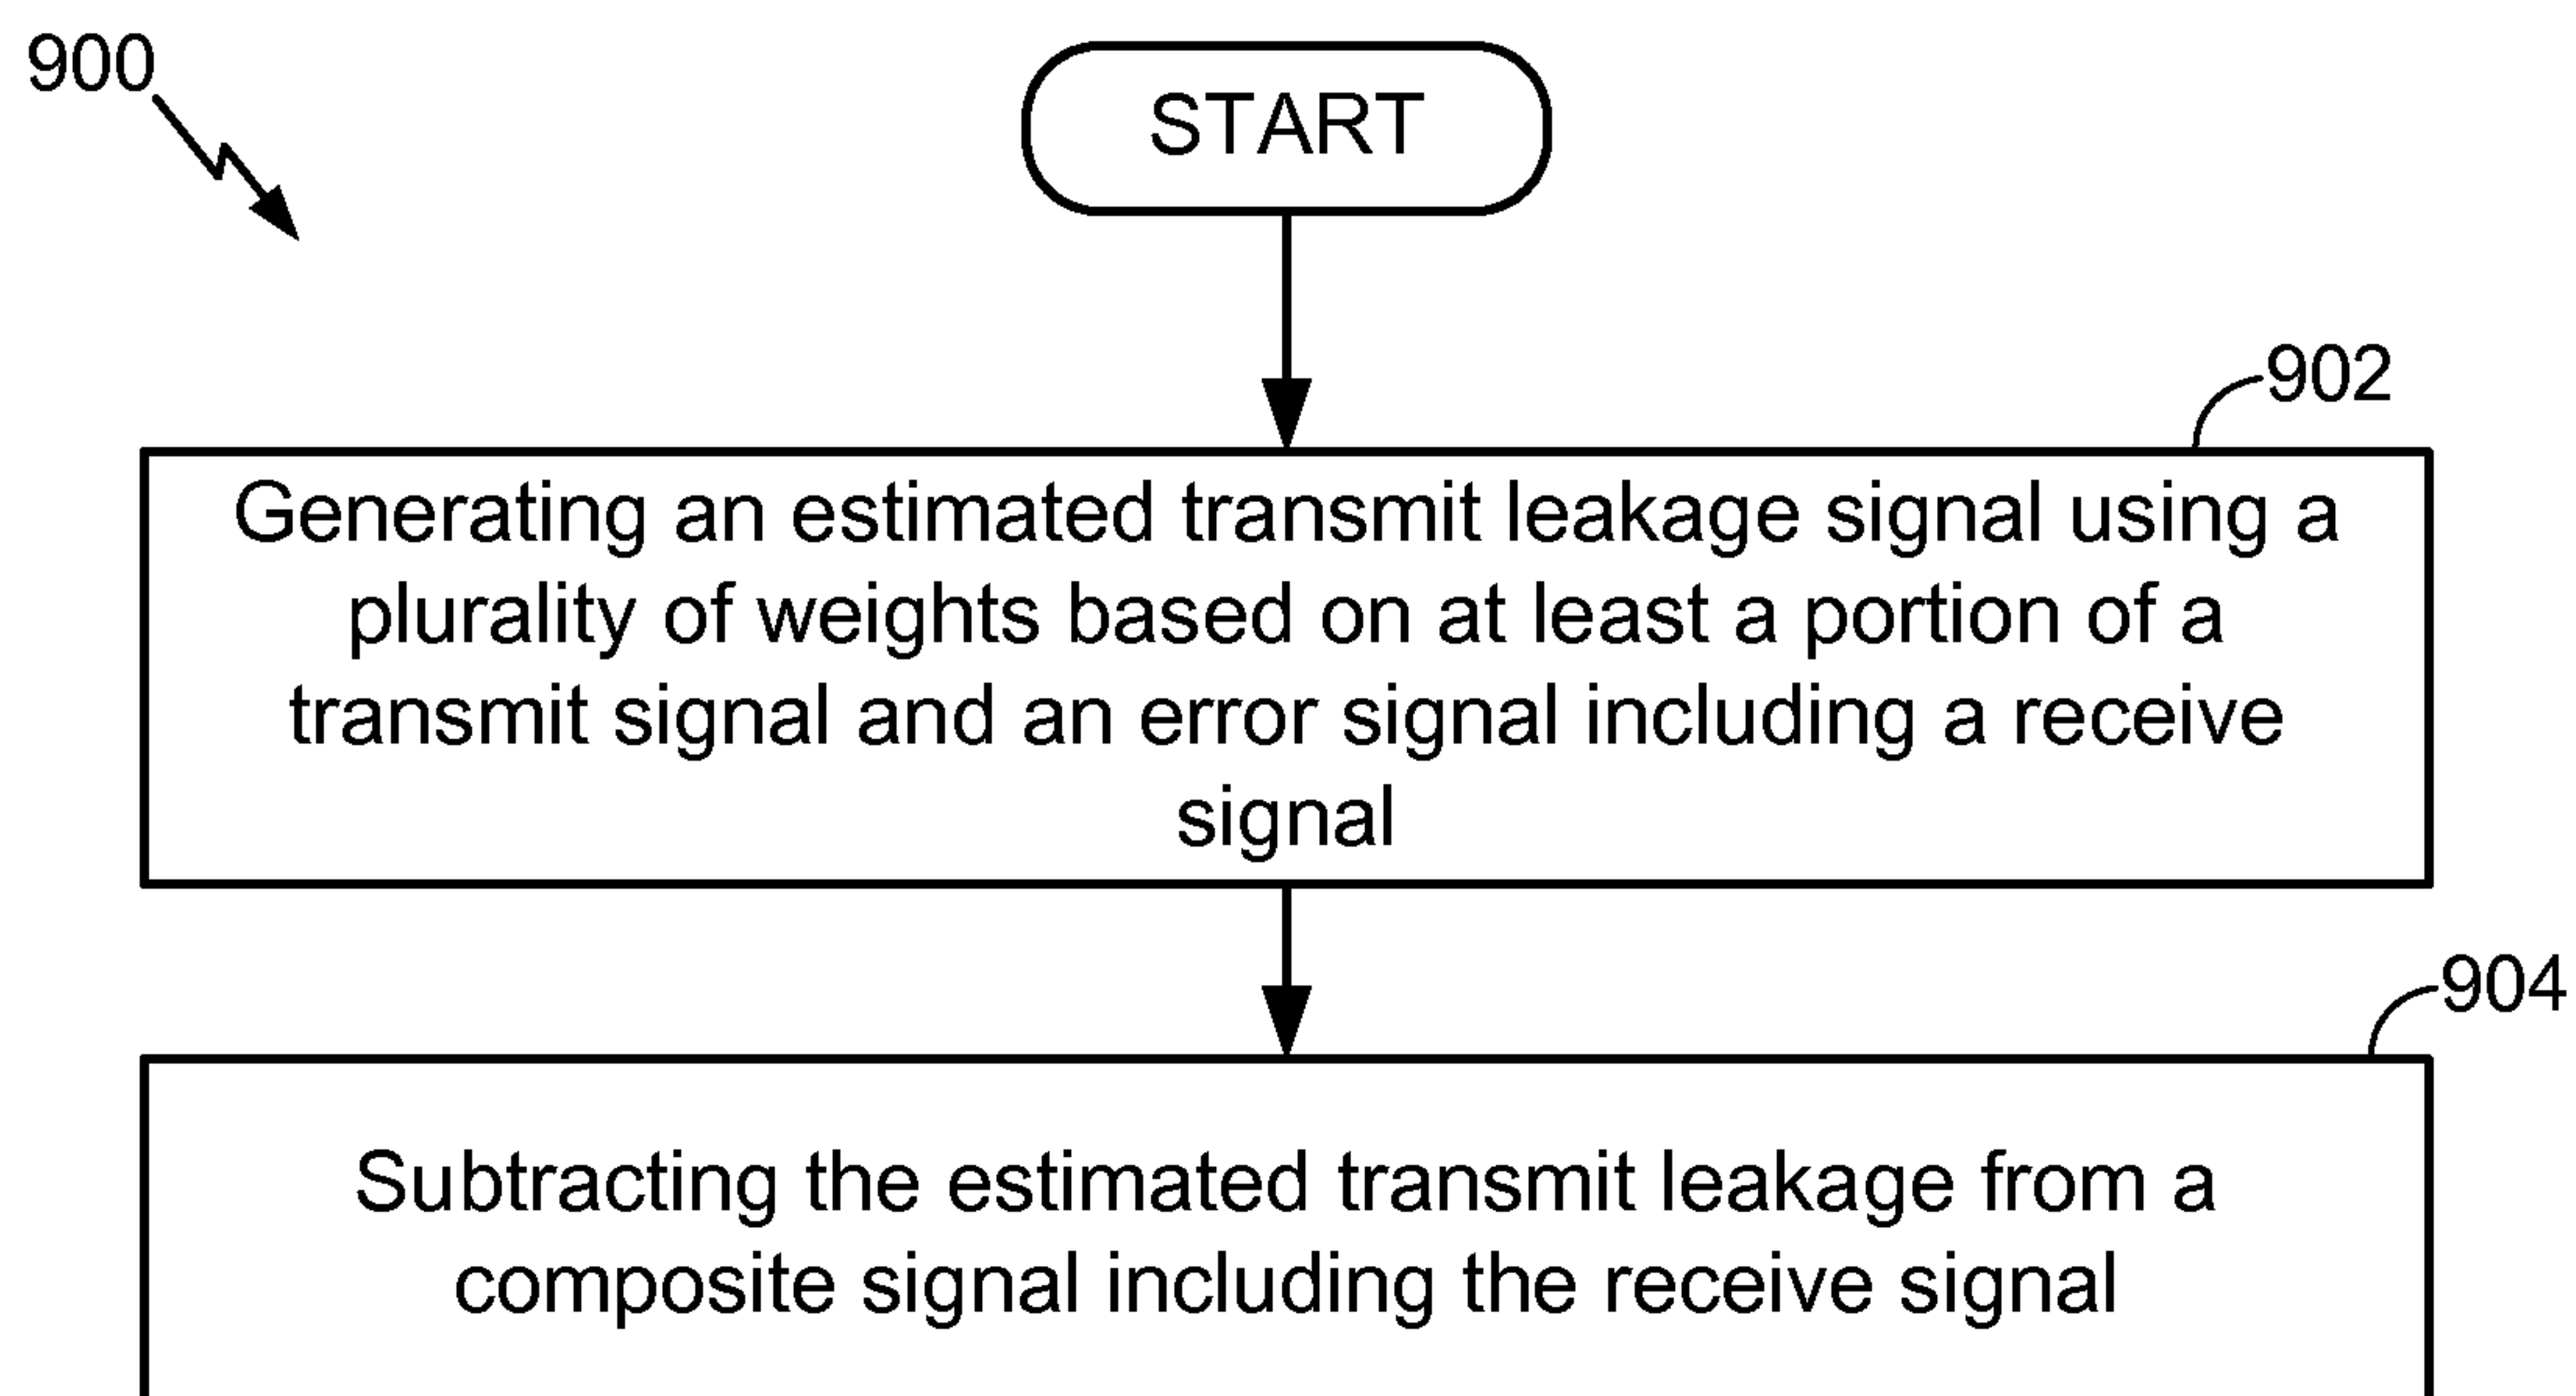 900
START
902
Generating an estimated transmit leakage signal using a
plurality of weights based on at least a portion of a
transmit signal and an error signal including a receive
signal
904
Subtracting the estimated transmit leakage from a
composite signal including the receive signal